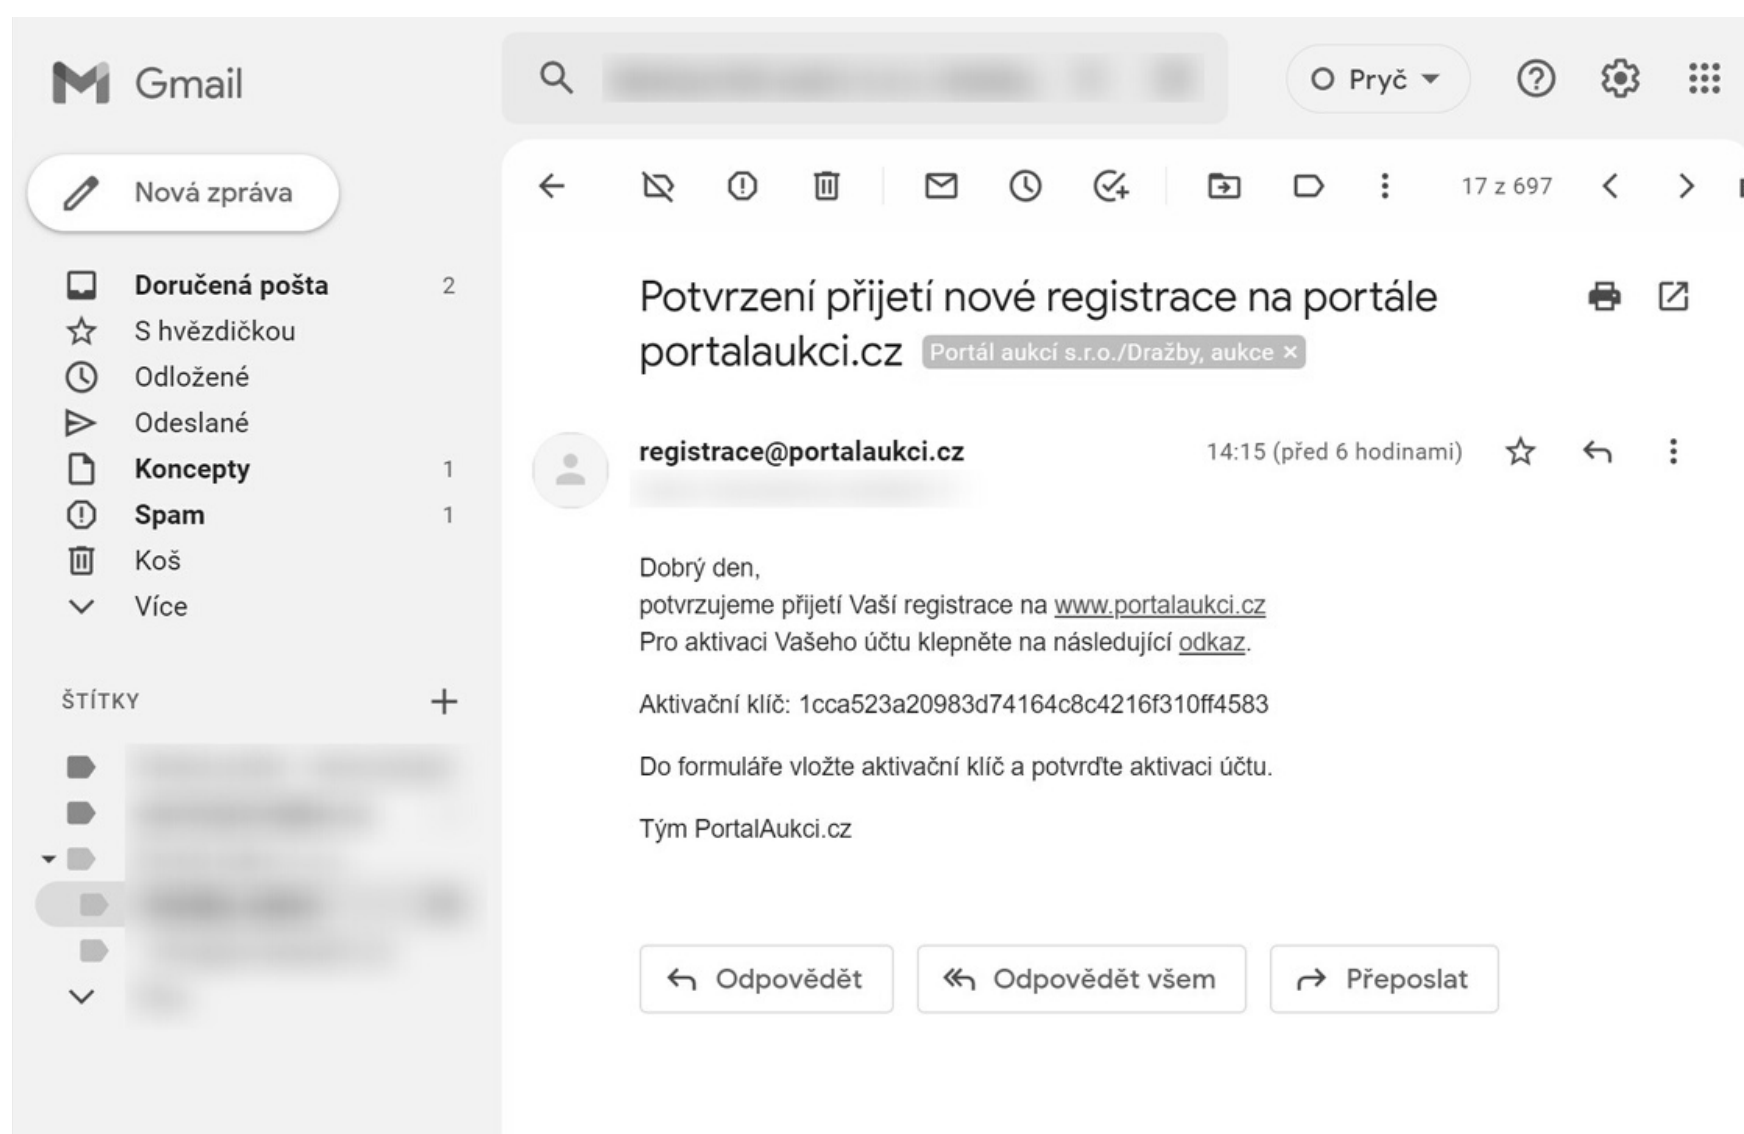 Gmail
Pryč
Nová zpráva
Doručená pošta 2
S hvězdičkou
Odložené
Odeslané
Koncepty 1
Spam 1
Koš
Více
ŠTÍTKY
17 z 697
Potvrzení přijetí nové registrace na portále
portalaukci.cz Portál aukcí s.r.o./Dražby, aukce ×
registrace@portalaukci.cz 14:15 (před 6 hodinami)
Dobrý den,
potvrzujeme přijetí Vaší registrace na www.portalaukci.cz
Pro aktivaci Vašeho účtu klepněte na následující odkaz.
Aktivační klíč: 1cca523a20983d74164c8c4216f310ff4583
Do formuláře vložte aktivační klíč a potvrďte aktivaci účtu.
Tým PortalAukci.cz
Odpovědět Odpovědět všem Přeposlat